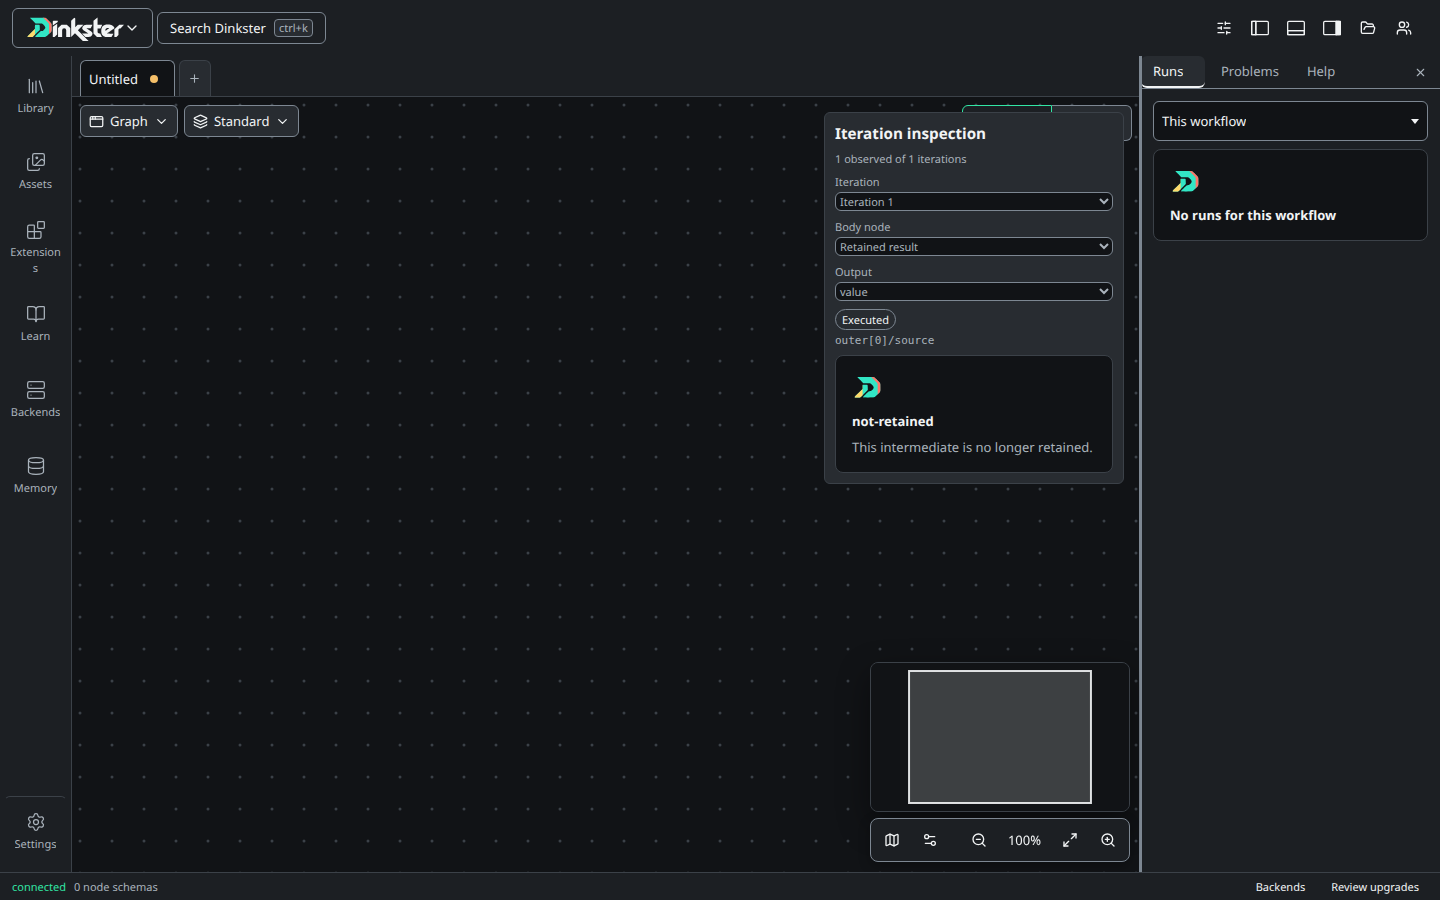 Dinkster
Search Dinkster ctrl+k
Library
Assets
Extension
s
Learn
Backends
Memory
Settings
Untitled
+
Graph
Standard
Iteration inspection
1 observed of 1 iterations
Iteration
Iteration 1
Body node
Retained result
Output
value
Executed
outer[0]/source
not-retained
This intermediate is no longer retained.
100%
Runs Problems Help
This workflow
No runs for this workflow
connected 0 node schemas
Backends Review upgrades